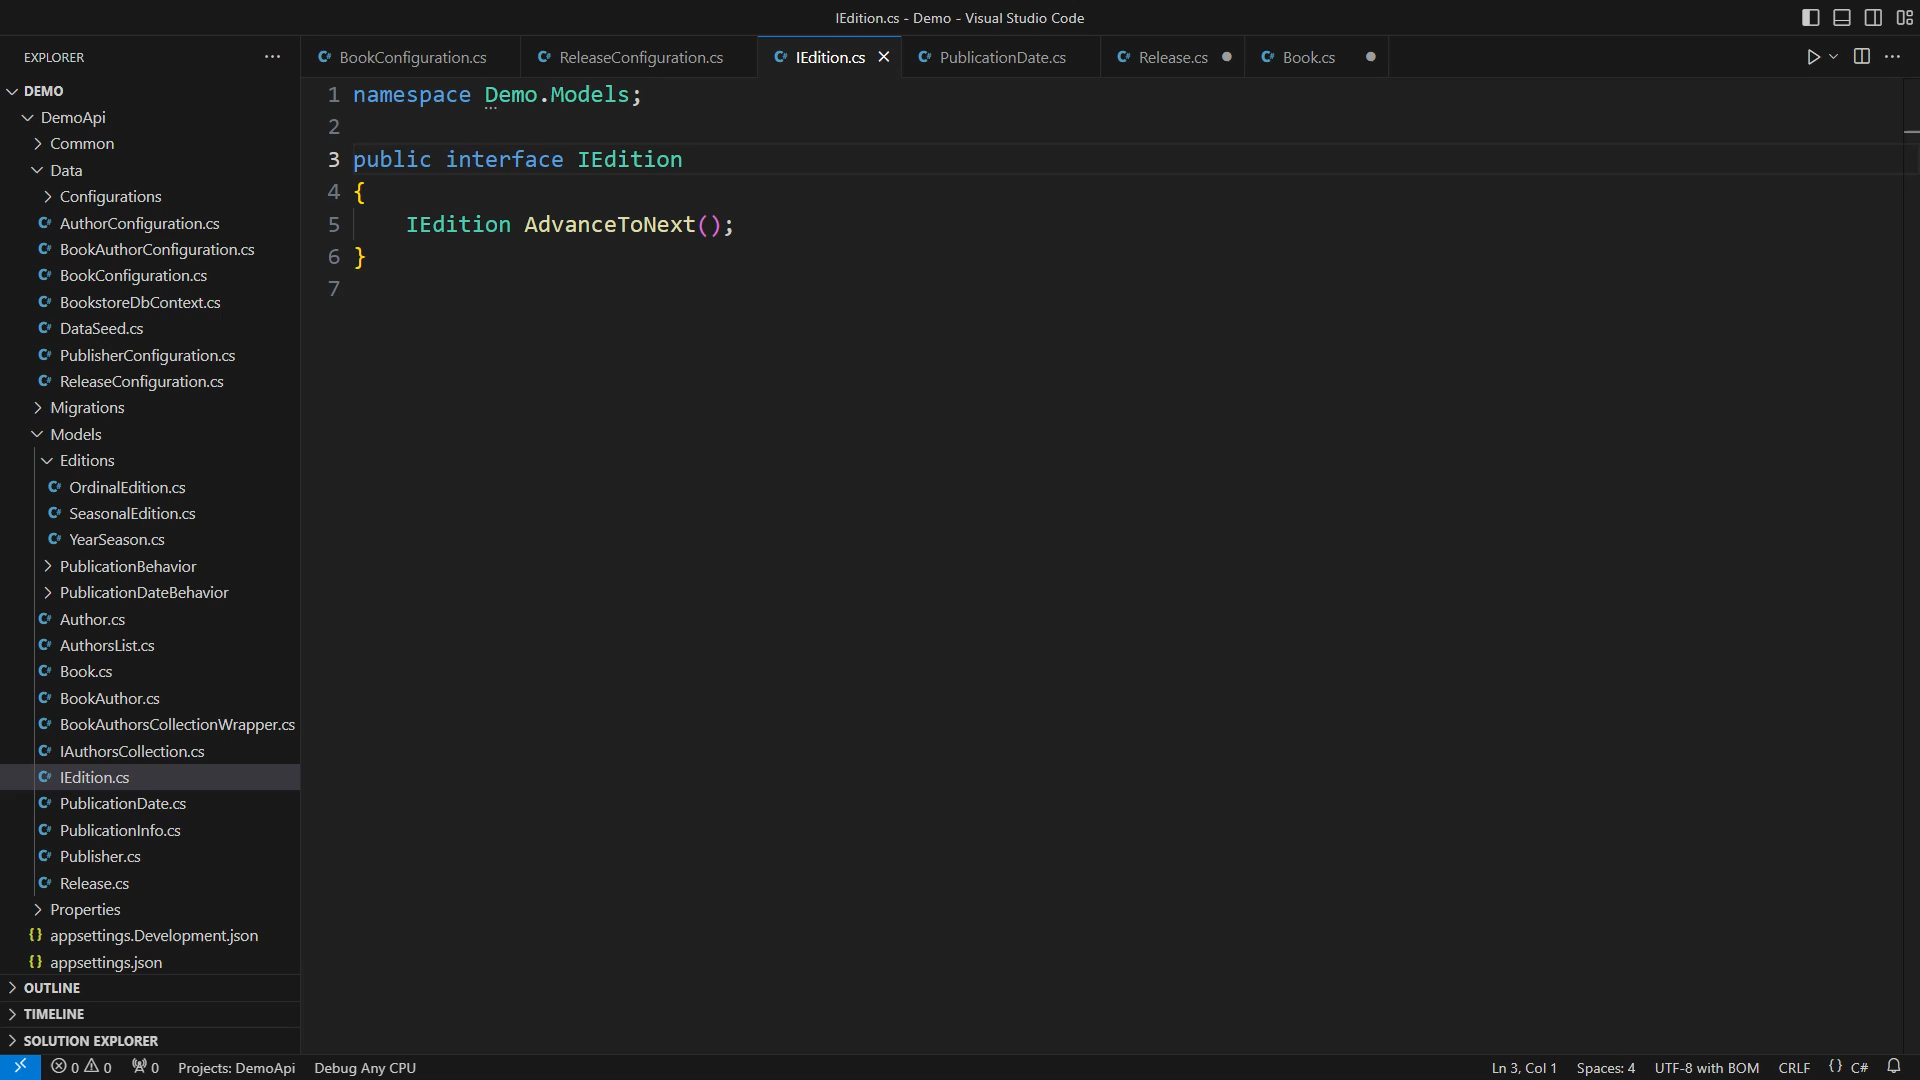 IEdition.cs - Demo - Visual Studio Code
EXPLORER
BookConfiguration.cs
ReleaseConfiguration.cs
IEdition.cs
PublicationDate.cs
Release.cs
Book.cs
DEMO
DemoApi
Common
Data
Configurations
AuthorConfiguration.cs
BookAuthorConfiguration.cs
BookConfiguration.cs
BookstoreDbContext.cs
DataSeed.cs
PublisherConfiguration.cs
ReleaseConfiguration.cs
Migrations
Models
Editions
OrdinalEdition.cs
SeasonalEdition.cs
YearSeason.cs
PublicationBehavior
PublicationDateBehavior
Author.cs
AuthorsList.cs
Book.cs
BookAuthor.cs
BookAuthorsCollectionWrapper.cs
IAuthorsCollection.cs
IEdition.cs
PublicationDate.cs
PublicationInfo.cs
Publisher.cs
Release.cs
Properties
{} appsettings.Development.json
{} appsettings.json
OUTLINE
TIMELINE
SOLUTION EXPLORER
1 namespace Demo.Models;
2
3 public interface IEdition
4 {
5     IEdition AdvanceToNext();
6 }
7
0 0 0 Projects: DemoApi Debug Any CPU Ln 3, Col 1 Spaces: 4 UTF-8 with BOM CRLF {} C#